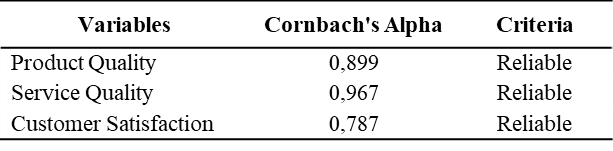 Variables Cornbach's Alpha Criteria
Product Quality 0,899 Reliable
Service Quality 0,967 Reliable
Customer Satisfaction 0,787 Reliable